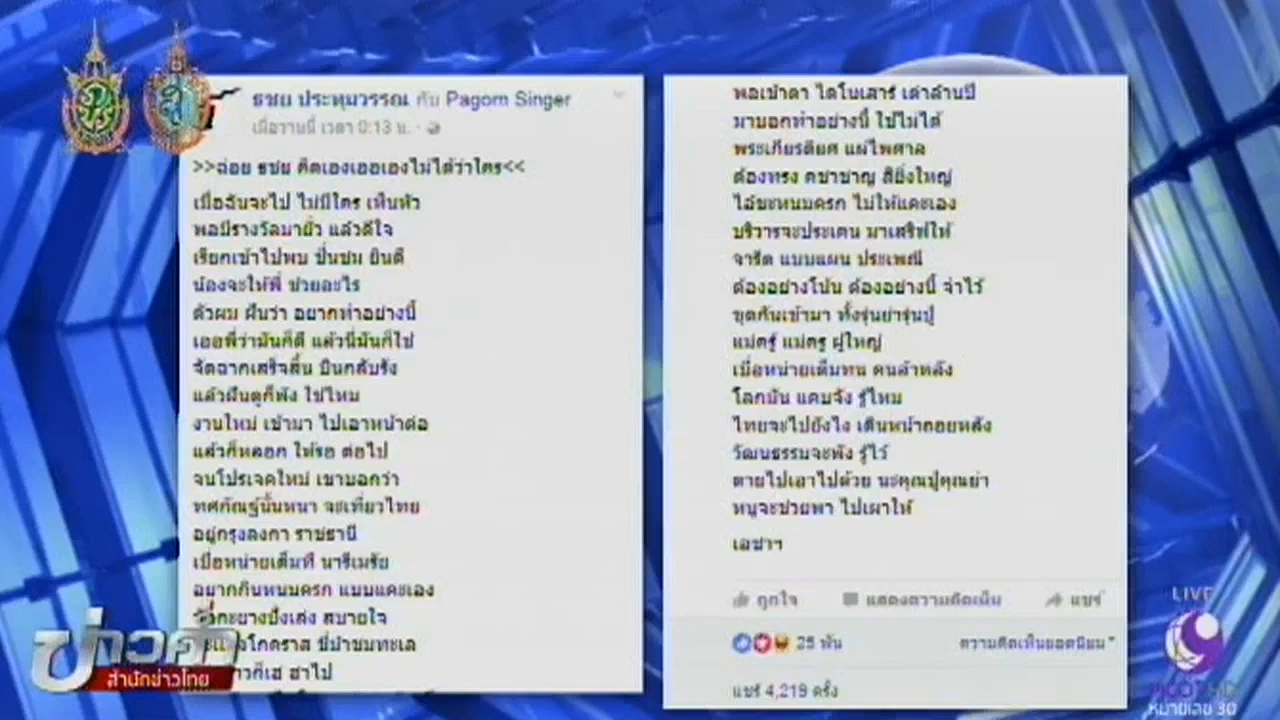 ธชย ประทุมวรรณ กับ Pagorn Singer
เมื่อวานนี้ เวลา 0:13 น.
>>ฉ่อย ธชย คิดเองเออเองไม่ได้ว่าใคร<<
เมื่อฉันจะไป ไม่มีใคร เห็นหัว
พอมีรางวัลมายั่ว แล้วดีใจ
เรียกเข้าไปพบ ชื่นชม ยินดี
น้องจะให้พี่ ช่วยอะไร
ตัวผม ฝันว่า อยากทำอย่างนี้
เออพี่ว่ามันก็ดี แล้วนี่มันก็ใช่
จัดฉากเสร็จสิ้น บินกลับรัง
แล้วฝันตูก็พัง ใช่ไหม
งานใหม่ เข้ามา ไปเอาหน้าต่อ
แล้วก็หลอก ให้รอ ต่อไป
จนโปรเจคใหม่ เขาบอกว่า
ทศกัณฐ์นั้นหนา จะเที่ยวไทย
อยู่กรุงลงกา ราชธานี
เบื่อหน่ายเต็มที นารีเมรัย
อยากกินหนมครก แบบแคะเอง
กะยางปิ้งเล่ง สบายใจ
โกคราส ขี่ม้าชมทะเล
ก็เฮ ฮาไป
พอเข้าตา ไดโนเสาร์ เต่าล้านปี
มาบอกทำอย่างนี้ ใช้ไม่ได้
พระเกียรติยศ แผ่ไพศาล
ต้องทรง คชาชาญ สิยิ่งใหญ่
ไอ้ขะหนมครก ไม่ให้แคะเอง
บริวารจะประเคน มาเสริฟให้
จารีต แบบแผน ประเพณี
ต้องอย่างโน้น ต้องอย่างนี้ จำไว้
ขุดกันเข้ามา ทั้งรุ่นย่ารุ่นปู่
แม่ครู้ แม่ครู ผู้ใหญ่
เมื่อหน่ายเต็มทน คนล้าหลัง
โลกมัน แคบจัง รู้ไหม
ไทยจะไปยังไง เดินหน้าถอยหลัง
วัฒนธรรมจะพัง รู้ไว้
ตายไปเอาไปด้วย นะคุณปู่คุณย่า
หนูจะช่วยพา ไปเผาให้
เอชาฯ
ถูกใจ แสดงความคิดเห็น แชร์
25 พัน ความคิดเห็นยอดนิยม
แชร์ 4,219 ครั้ง
ข่าวค่ำ
สำนักข่าวไทย
LIVE
MCOT HD
หมายเลข 30